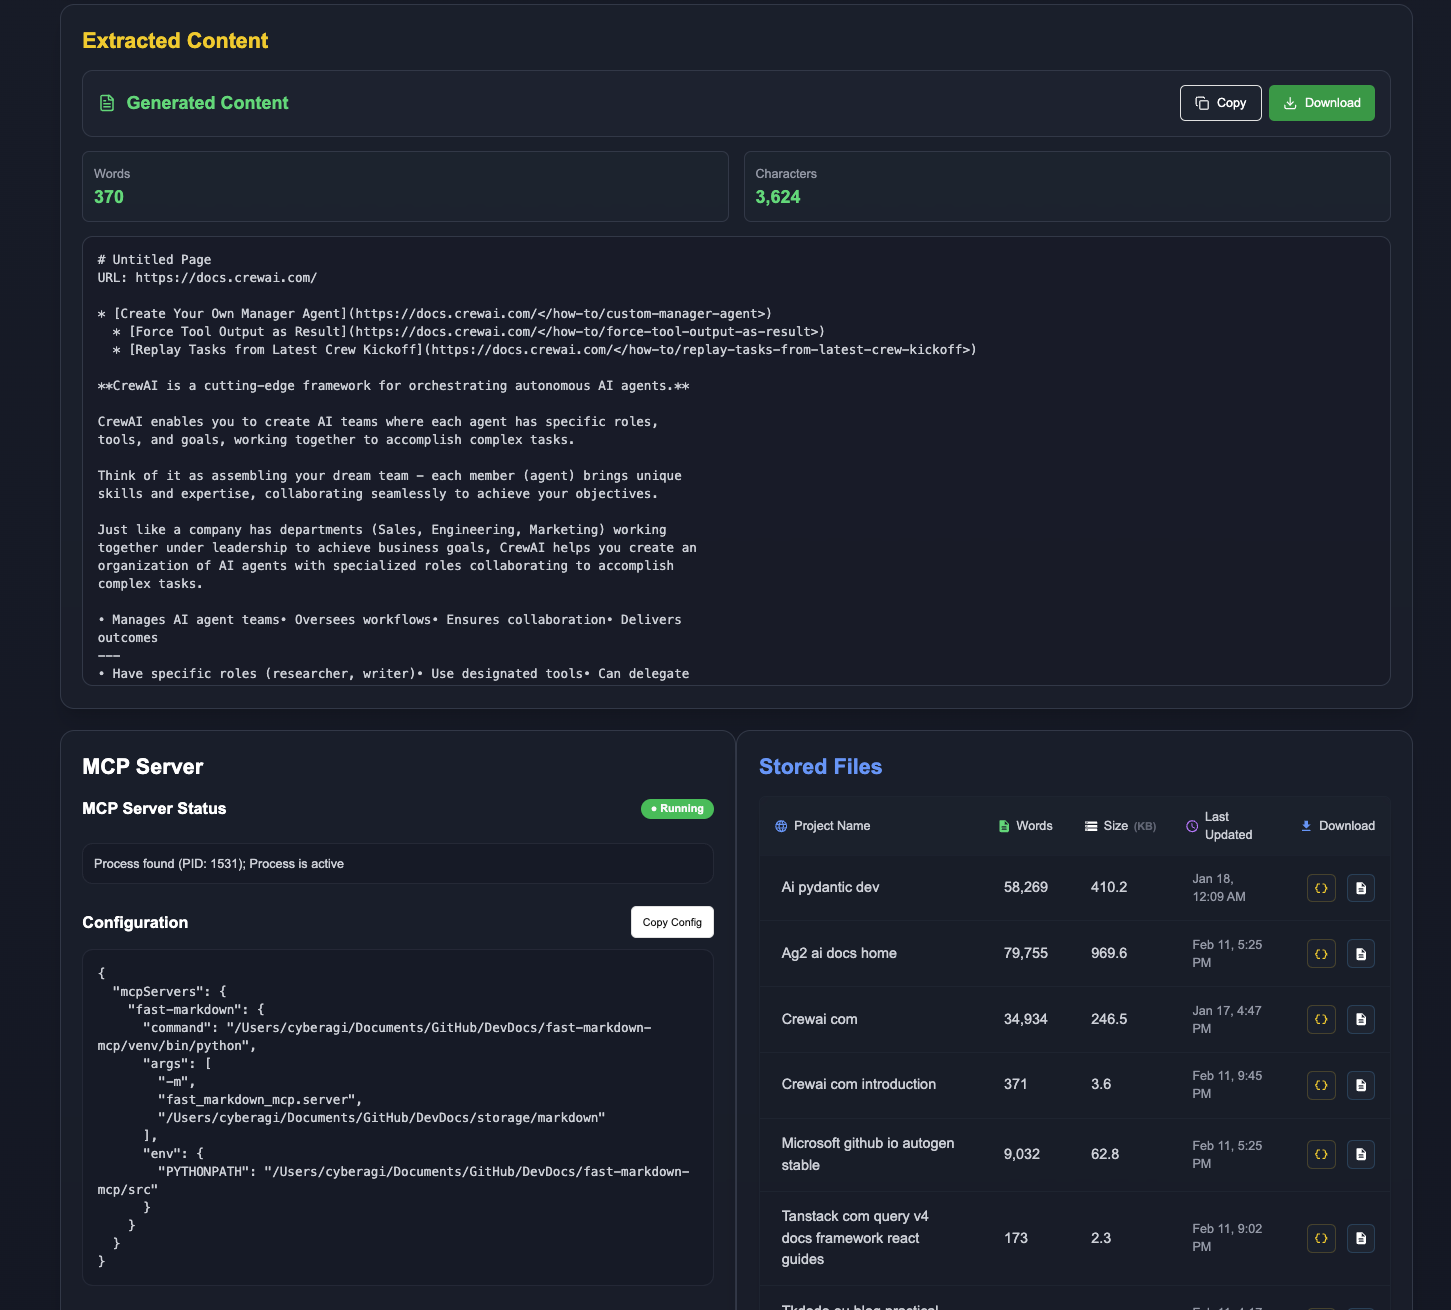 Extracted Content
Generated Content
Copy
Download
Words
370
Characters
3,624
# Untitled Page
URL: https://docs.crewai.com/
* [Create Your Own Manager Agent](https://docs.crewai.com/</how-to/custom-manager-agent>)
* [Force Tool Output as Result](https://docs.crewai.com/</how-to/force-tool-output-as-result>)
* [Replay Tasks from Latest Crew Kickoff](https://docs.crewai.com/</how-to/replay-tasks-from-latest-crew-kickoff>)
**CrewAI is a cutting-edge framework for orchestrating autonomous AI agents.**
CrewAI enables you to create AI teams where each agent has specific roles,
tools, and goals, working together to accomplish complex tasks.
Think of it as assembling your dream team - each member (agent) brings unique
skills and expertise, collaborating seamlessly to achieve your objectives.
Just like a company has departments (Sales, Engineering, Marketing) working
together under leadership to achieve business goals, CrewAI helps you create an
organization of AI agents with specialized roles collaborating to accomplish
complex tasks.
• Manages AI agent teams• Oversees workflows• Ensures collaboration• Delivers
outcomes
---
• Have specific roles (researcher, writer)• Use designated tools• Can delegate
MCP Server
MCP Server Status
• Running
Process found (PID: 1531); Process is active
Configuration
Copy Config
{
"mcpServers": {
"fast-markdown": {
"command": "/Users/cyberagi/Documents/GitHub/DevDocs/fast-markdown-
mcp/venv/bin/python",
"args": [
"-m",
"fast_markdown_mcp.server",
"/Users/cyberagi/Documents/GitHub/DevDocs/storage/markdown"
],
"env": {
"PYTHONPATH": "/Users/cyberagi/Documents/GitHub/DevDocs/fast-markdown-
mcp/src"
}
}
}
}
Stored Files
Project Name
Words
Size (KB)
Last
Updated
Download
Ai pydantic dev
58,269
410.2
Jan 18,
12:09 AM
Ag2 ai docs home
79,755
969.6
Feb 11, 5:25
PM
Crewai com
34,934
246.5
Jan 17, 4:47
PM
Crewai com introduction
371
3.6
Feb 11, 9:45
PM
Microsoft github io autogen
stable
9,032
62.8
Feb 11, 5:25
PM
Tanstack com query v4
docs framework react
guides
173
2.3
Feb 11, 9:02
PM